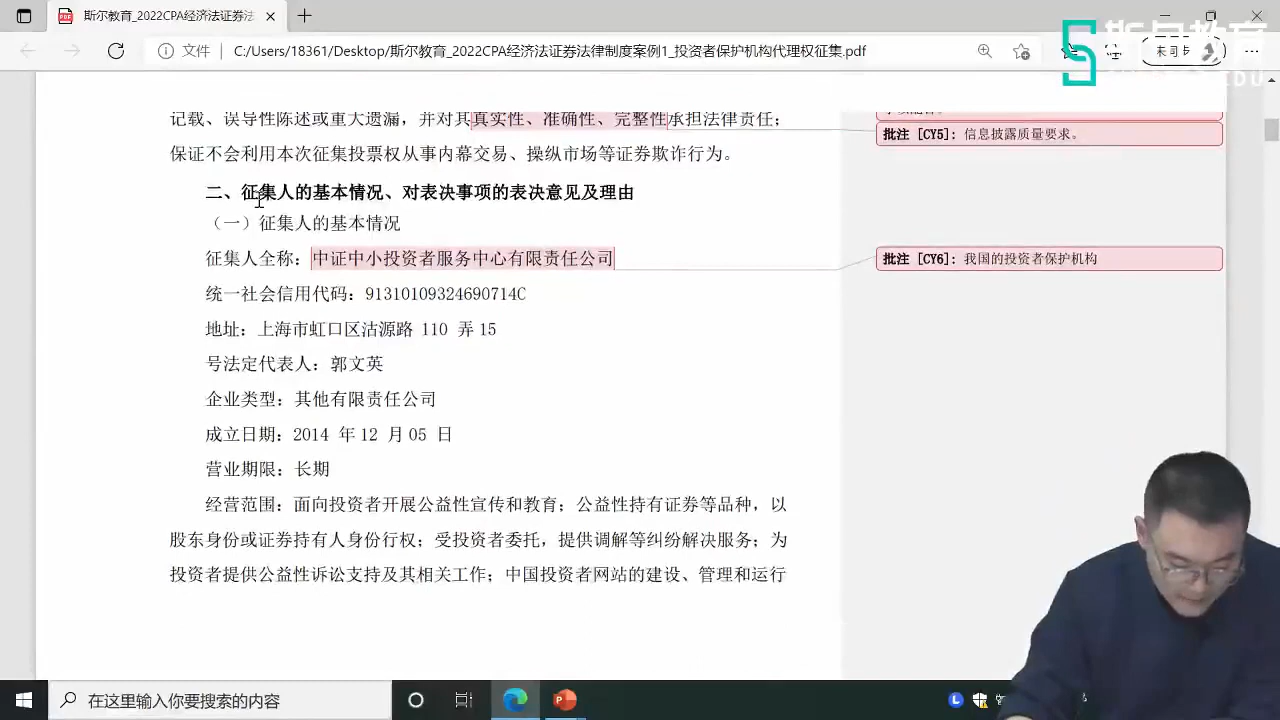 斯尔教育_2022CPA经济法证券法
文件
C:/Users/18361/Desktop/斯尔教育_2022CPA经济法证券法律制度案例1_投资者保护机构代理权征集.pdf
斯尔教育
记载、误导性陈述或重大遗漏，并对其真实性、准确性、完整性承担法律责任；
批注 [CY5]：信息披露质量要求。
保证不会利用本次征集投票权从事内幕交易、操纵市场等证券欺诈行为。
二、征集人的基本情况、对表决事项的表决意见及理由
（一）征集人的基本情况
征集人全称：中证中小投资者服务中心有限责任公司
批注 [CY6]：我国的投资者保护机构
统一社会信用代码：91310109324690714C
地址：上海市虹口区沽源路 110 弄 15
号法定代表人：郭文英
企业类型：其他有限责任公司
成立日期：2014 年 12 月 05 日
营业期限：长期
经营范围：面向投资者开展公益性宣传和教育；公益性持有证券等品种，以
股东身份或证券持有人身份行权；受投资者委托，提供调解等纠纷解决服务；为
投资者提供公益性诉讼支持及其相关工作；中国投资者网站的建设、管理和运行
在这里输入你要搜索的内容